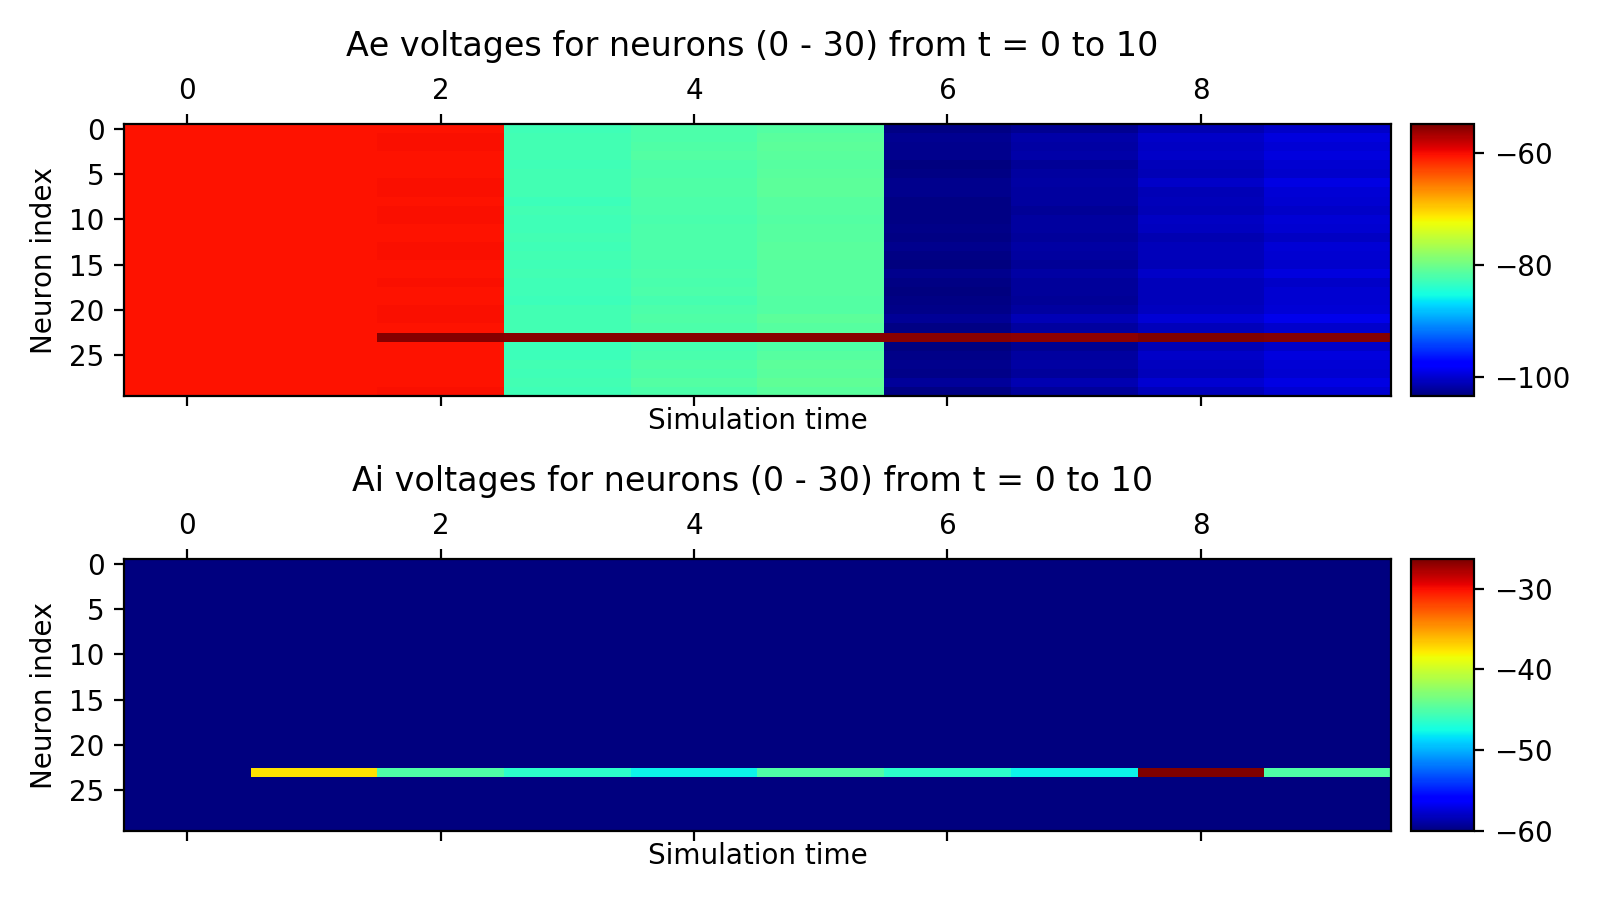 Ae voltages for neurons (0 - 30) from t = 0 to 10
0 2 4 6 8
Neuron index
0
5
10
15
20
25
Simulation time
−60
−80
−100
Ai voltages for neurons (0 - 30) from t = 0 to 10
0 2 4 6 8
Neuron index
0
5
10
15
20
25
Simulation time
−30
−40
−50
−60